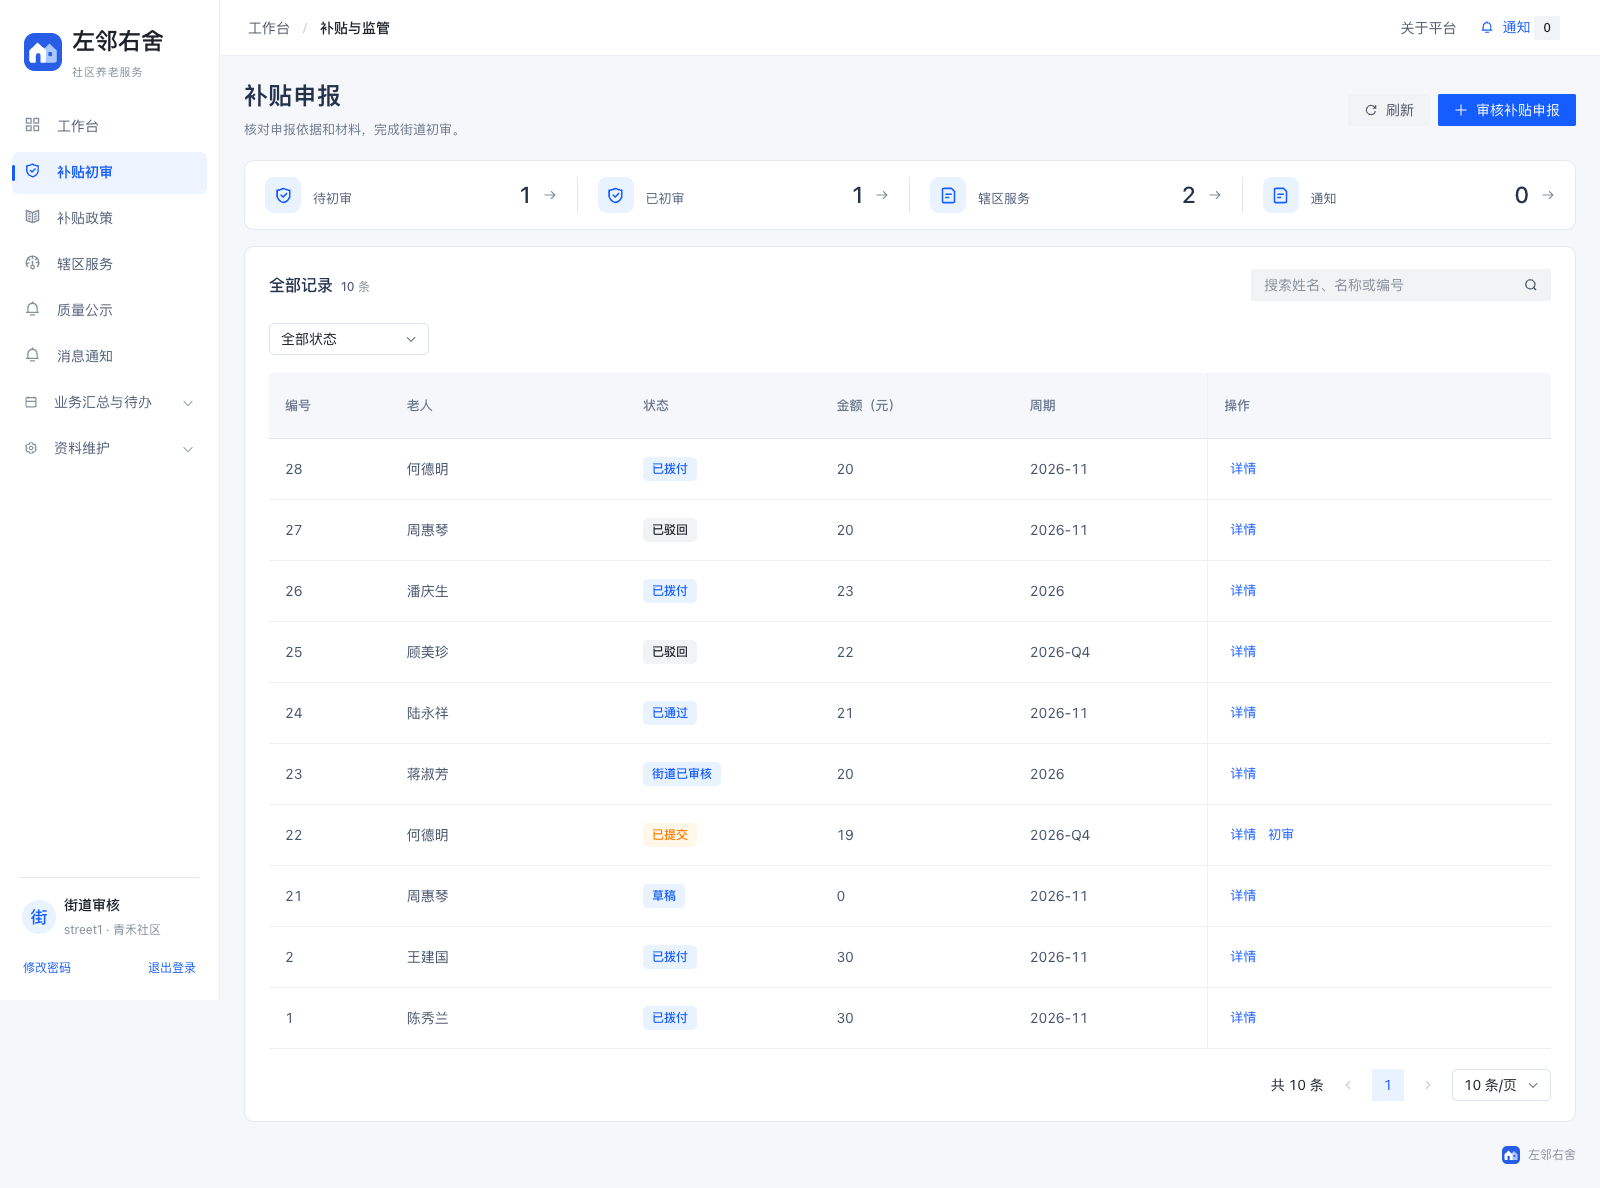 左邻右舍
社区养老服务
工作台
补贴初审
补贴政策
辖区服务
质量公示
消息通知
业务汇总与待办
资料维护
街
街道审核
street1 · 青禾社区
修改密码
退出登录
工作台 / 补贴与监管
关于平台
通知 0
补贴申报
核对申报依据和材料，完成街道初审。
刷新
审核补贴申报
待初审 1
已初审 1
辖区服务 2
通知 0
全部记录 10 条
搜索姓名、名称或编号
全部状态
编号 老人 状态 金额（元） 周期 操作
28 何德明 已拨付 20 2026-11 详情
27 周惠琴 已驳回 20 2026-11 详情
26 潘庆生 已拨付 23 2026 详情
25 顾美珍 已驳回 22 2026-Q4 详情
24 陆永祥 已通过 21 2026-11 详情
23 蒋淑芳 街道已审核 20 2026 详情
22 何德明 已提交 19 2026-Q4 详情 初审
21 周惠琴 草稿 0 2026-11 详情
2 王建国 已拨付 30 2026-11 详情
1 陈秀兰 已拨付 30 2026-11 详情
共 10 条 1 10 条/页
左邻右舍